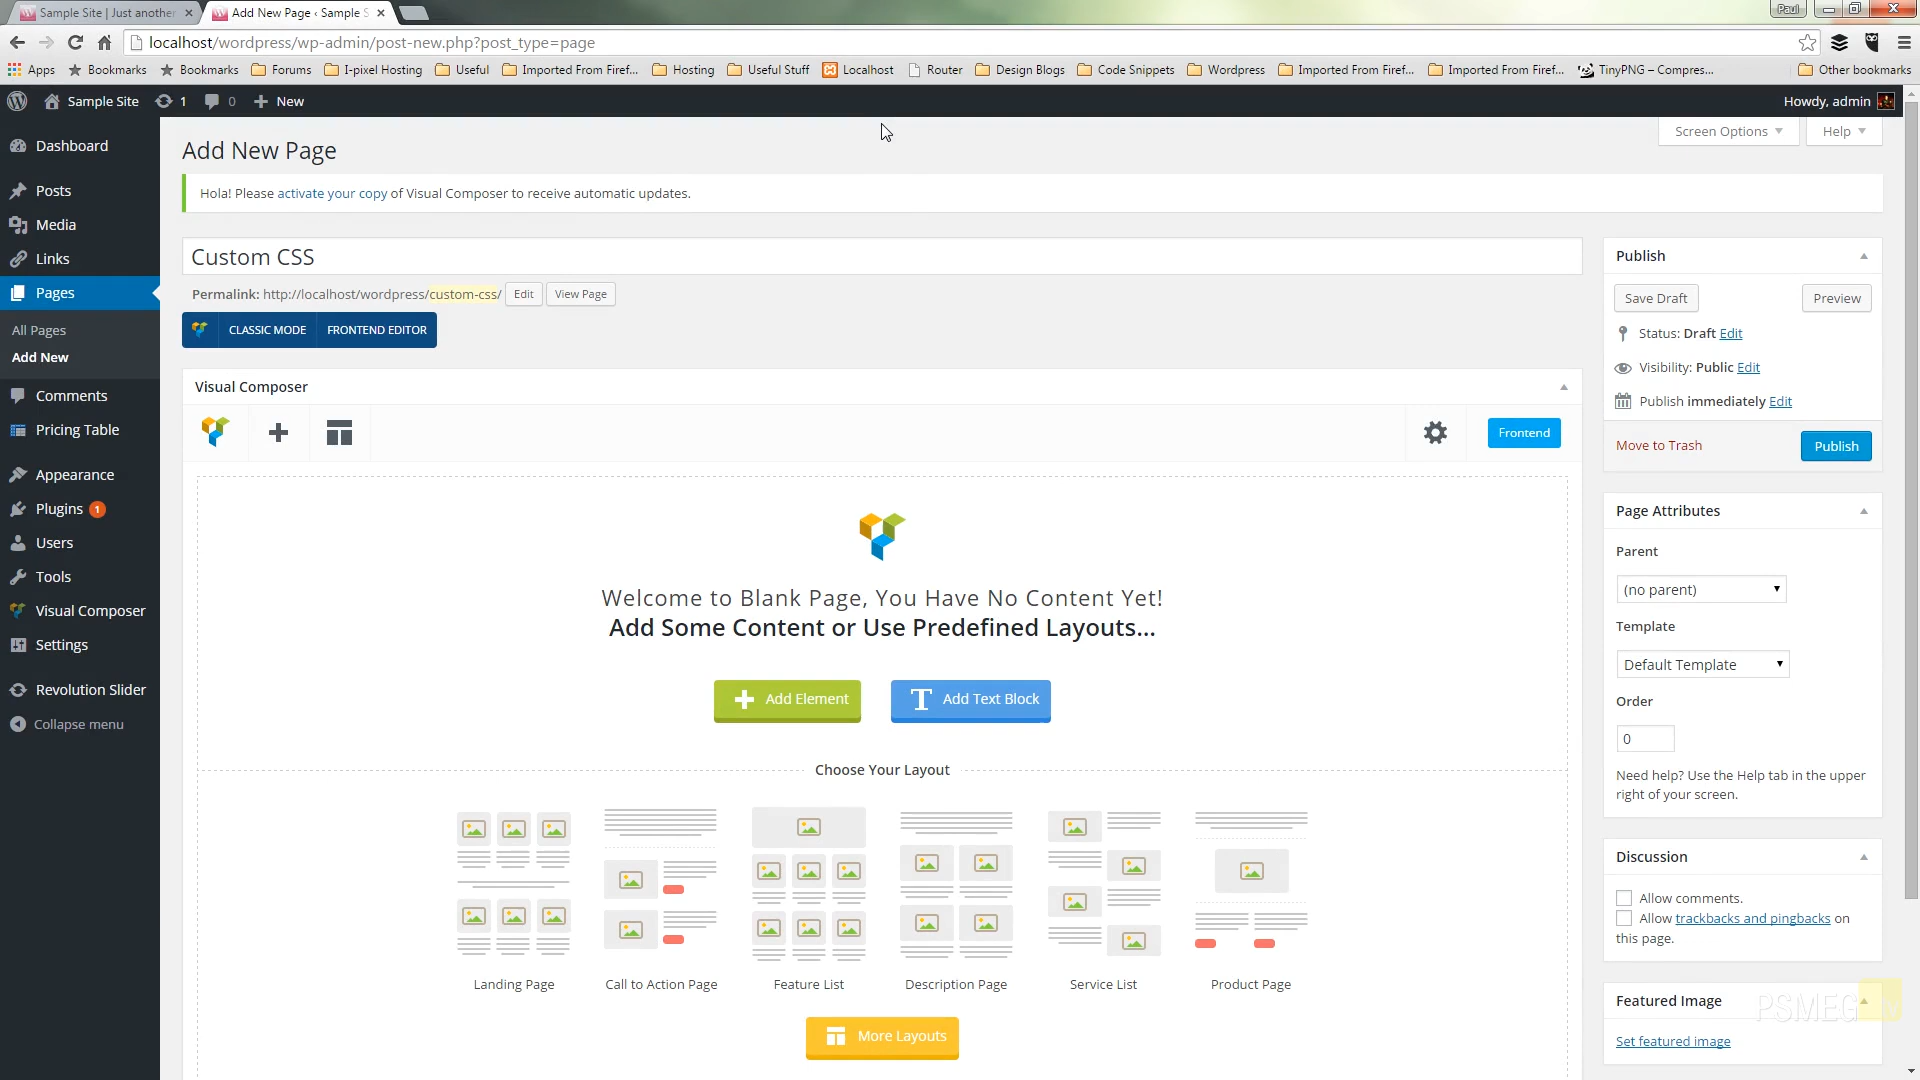 Sample Site | Just another
Add New Page ‹ Sample S
Paul
localhost/wordpress/wp-admin/post-new.php?post_type=page
Apps
Bookmarks
Bookmarks
Forums
I-pixel Hosting
Useful
Imported From Firef...
Hosting
Useful Stuff
Localhost
Router
Design Blogs
Code Snippets
Wordpress
Imported From Firef...
Imported From Firef...
TinyPNG – Compres...
Other bookmarks
Sample Site
1
0
New
Howdy, admin
Dashboard
Posts
Media
Links
Pages
All Pages
Add New
Comments
Pricing Table
Appearance
Plugins 1
Users
Tools
Visual Composer
Settings
Revolution Slider
Collapse menu
Screen Options
Help
Add New Page
Hola! Please activate your copy of Visual Composer to receive automatic updates.
Custom CSS
Permalink: http://localhost/wordpress/custom-css/ Edit View Page
CLASSIC MODE FRONTEND EDITOR
Visual Composer
Frontend
Welcome to Blank Page, You Have No Content Yet!
Add Some Content or Use Predefined Layouts...
Add Element
Add Text Block
Choose Your Layout
Landing Page
Call to Action Page
Feature List
Description Page
Service List
Product Page
More Layouts
Publish
Save Draft
Preview
Status: Draft Edit
Visibility: Public Edit
Publish immediately Edit
Move to Trash
Publish
Page Attributes
Parent
(no parent)
Template
Default Template
Order
0
Need help? Use the Help tab in the upper
right of your screen.
Discussion
Allow comments.
Allow trackbacks and pingbacks on
this page.
Featured Image
Set featured image